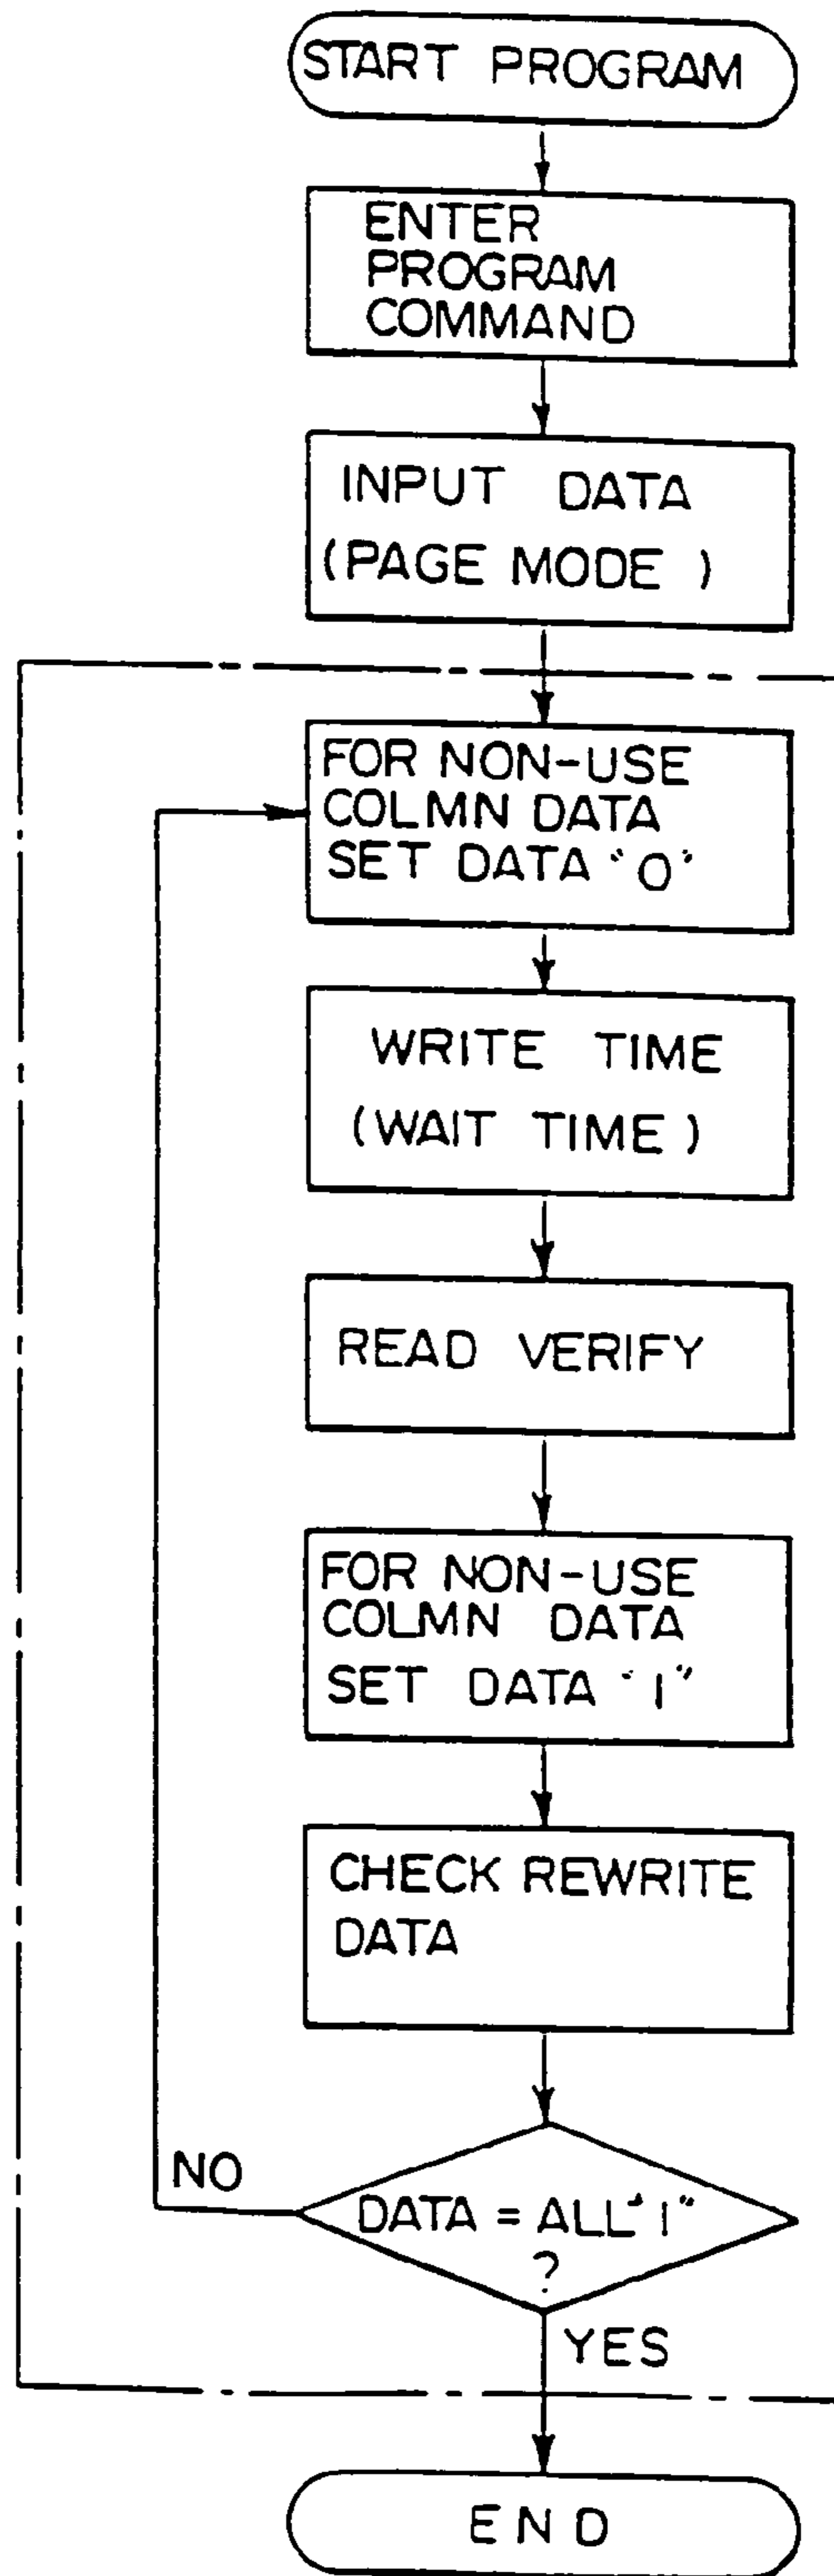 START PROGRAM
ENTER
PROGRAM
COMMAND
INPUT DATA
(PAGE MODE)
FOR NON-USE
COLMN DATA
SET DATA "0"
WRITE TIME
(WAIT TIME)
READ VERIFY
FOR NON-USE
COLMN DATA
SET DATA "1"
CHECK REWRITE
DATA
NO
DATA = ALL "1"
?
YES
END